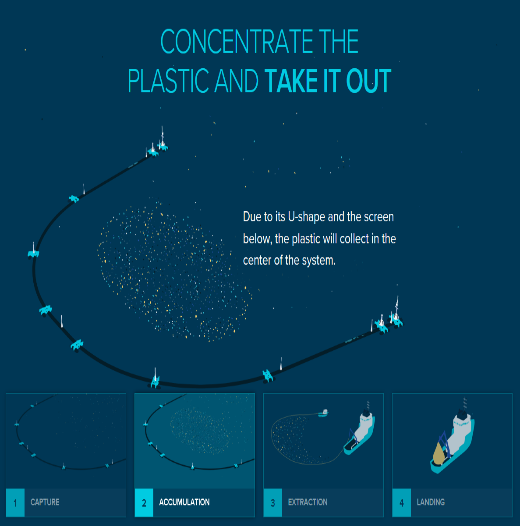 CONCENTRATE THE
PLASTIC AND TAKE IT OUT
Due to its U-shape and the screen
below, the plastic will collect in the
center of the system.
1 CAPTURE
2 ACCUMULATION
3 EXTRACTION
4 LANDING